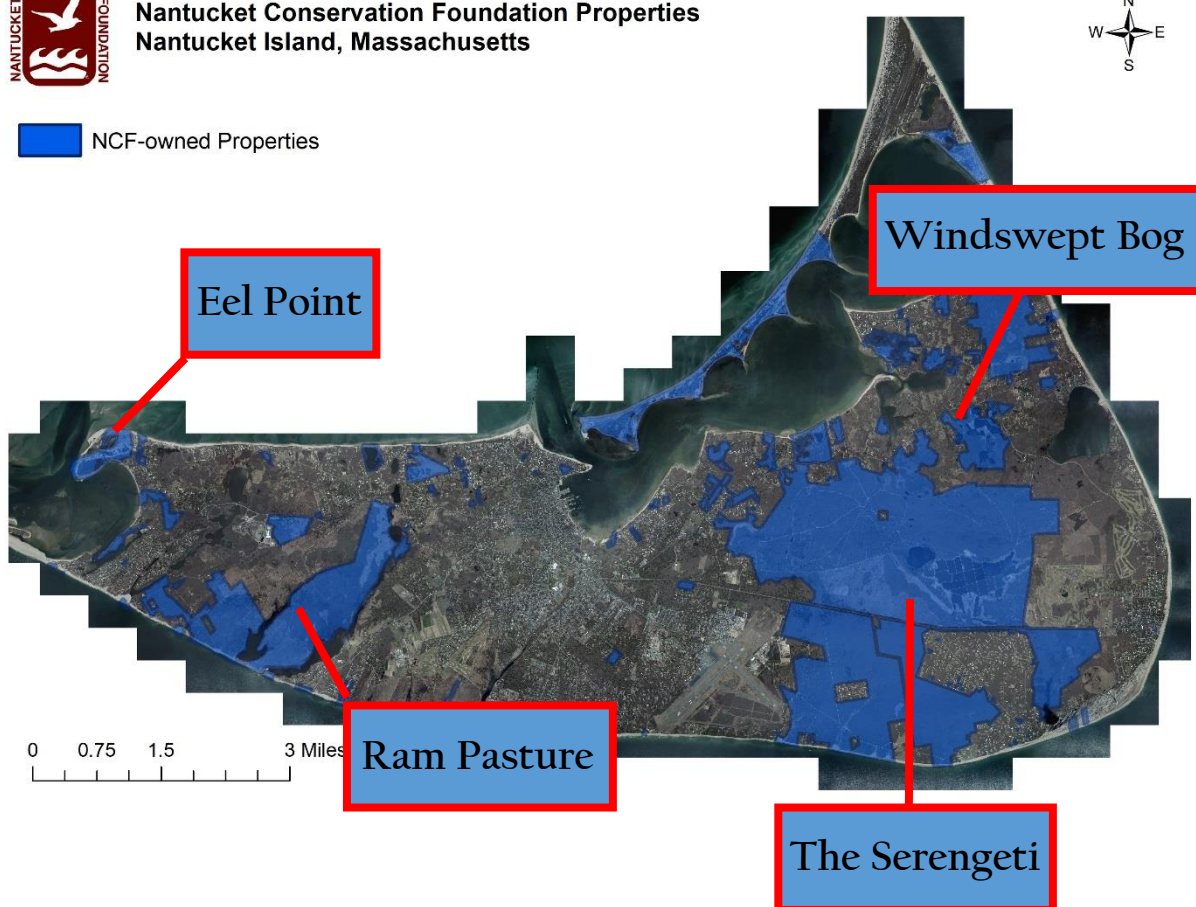 NANTUCKET
FOUNDATION
Nantucket Conservation Foundation Properties
Nantucket Island, Massachusetts
N
W E
S
NCF-owned Properties
Windswept Bog
Eel Point
0 0.75 1.5 3 Miles
Ram Pasture
The Serengeti